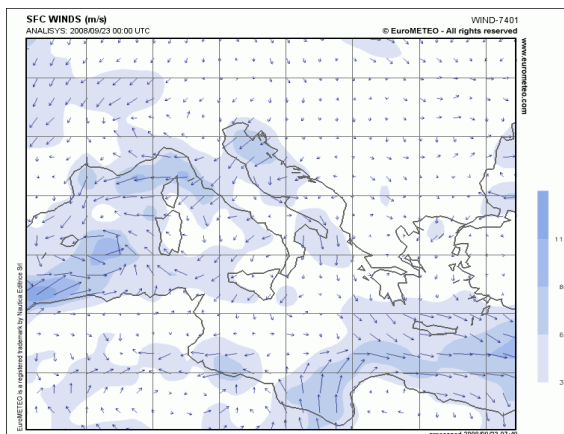 SFC WINDS (m/s)
WIND-7401
ANALISYS: 2008/09/23 00:00 UTC
© EuroMETEO - All rights reserved
www.eurometeo.com
EuroMETEO is a registered trademark by Nautica Editrice Srl
11
8
6
3